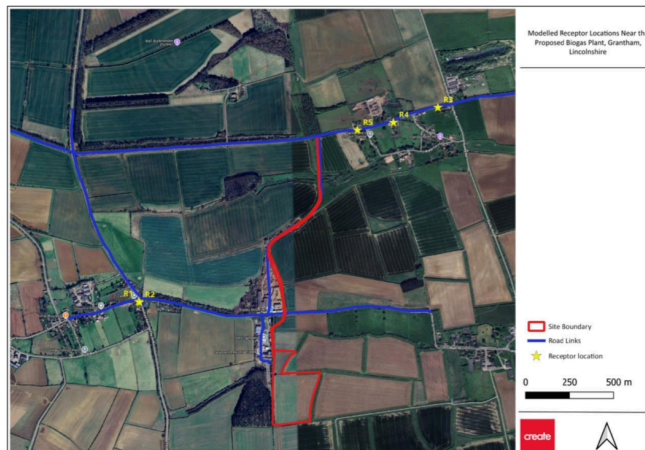 Modelled Receptor Locations Near the
Proposed Biogas Plant, Grantham,
Lincolnshire
R3
R4
R5
R1
R2
Site Boundary
Road Links
Receptor location
0 250 500 m
create